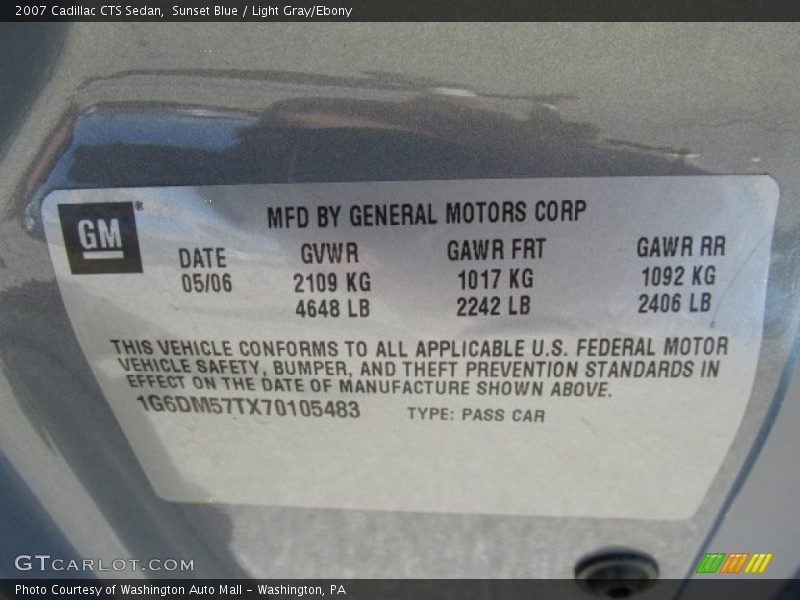 2007 Cadillac CTS Sedan,  Sunset Blue / Light Gray/Ebony
GM®
MFD BY GENERAL MOTORS CORP
DATE GVWR GAWR FRT GAWR RR
05/06 2109 KG 1017 KG 1092 KG
4648 LB 2242 LB 2406 LB
THIS VEHICLE CONFORMS TO ALL APPLICABLE U.S. FEDERAL MOTOR
VEHICLE SAFETY, BUMPER, AND THEFT PREVENTION STANDARDS IN
EFFECT ON THE DATE OF MANUFACTURE SHOWN ABOVE.
1G6DM57TX70105483 TYPE: PASS CAR
GTCARLOT.COM
Photo Courtesy of Washington Auto Mall - Washington, PA